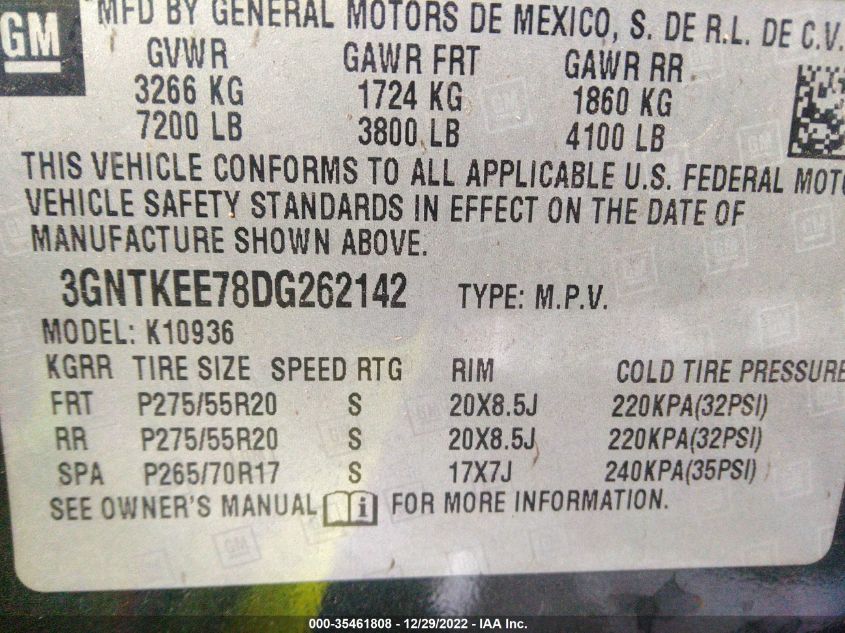 GM
MFD BY GENERAL MOTORS DE MEXICO, S. DE R.L. DE C.V.
GVWR GAWR FRT GAWR RR
3266 KG 1724 KG 1860 KG
7200 LB 3800 LB 4100 LB
THIS VEHICLE CONFORMS TO ALL APPLICABLE U.S. FEDERAL MOTO
VEHICLE SAFETY STANDARDS IN EFFECT ON THE DATE OF
MANUFACTURE SHOWN ABOVE.
3GNTKEE78DG262142 TYPE: M.P.V.
MODEL: K10936
KGRR TIRE SIZE SPEED RTG RIM COLD TIRE PRESSURE
FRT P275/55R20 S 20X8.5J 220KPA(32PSI)
RR P275/55R20 S 20X8.5J 220KPA(32PSI)
SPA P265/70R17 S 17X7J 240KPA(35PSI)
SEE OWNER'S MANUAL i FOR MORE INFORMATION.
000-35461808 - 12/29/2022 - IAA Inc.